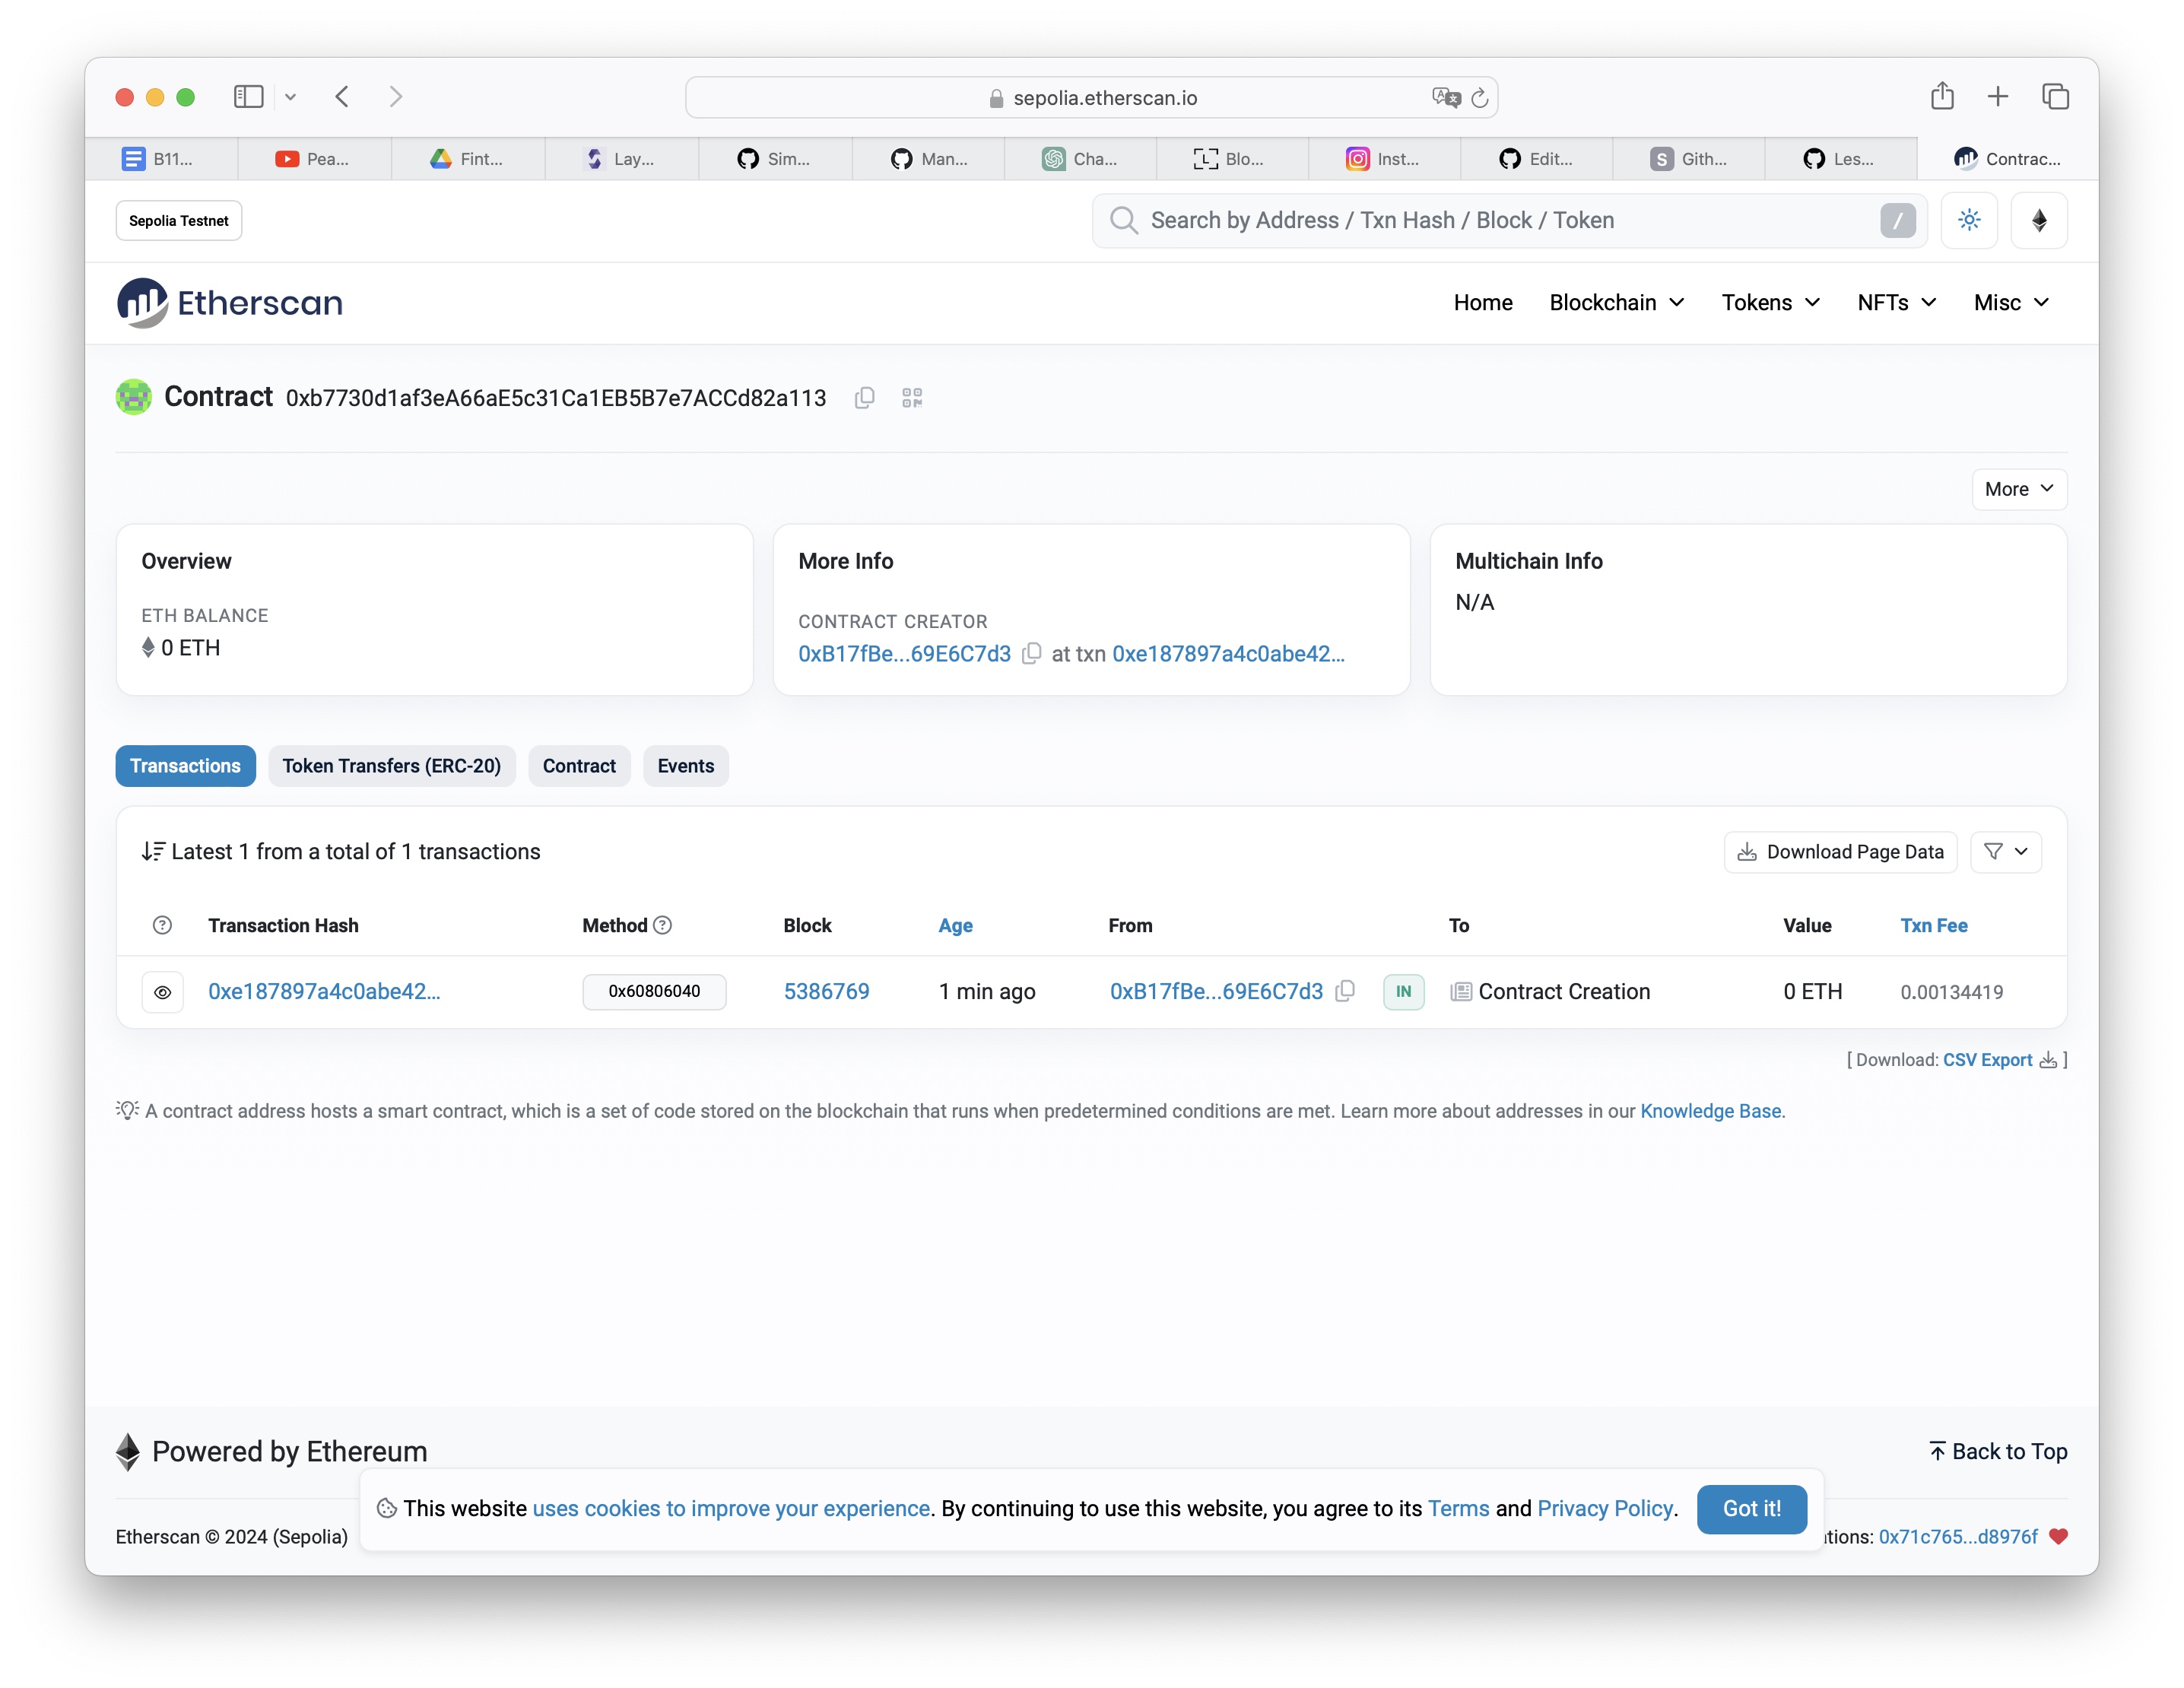 sepolia.etherscan.io
B11... Pea... Fint... Lay... Sim... Man... Cha... Blo... Inst... Edit... Gith... Les... Contrac...
Sepolia Testnet Search by Address / Txn Hash / Block / Token /
Etherscan Home Blockchain Tokens NFTs Misc
Contract 0xb7730d1af3eA66aE5c31Ca1EB5B7e7ACCd82a113
More
Overview
ETH BALANCE
0 ETH
More Info
CONTRACT CREATOR
0xB17fBe...69E6C7d3 at txn 0xe187897a4c0abe42...
Multichain Info
N/A
Transactions Token Transfers (ERC-20) Contract Events
Latest 1 from a total of 1 transactions Download Page Data
Transaction Hash Method Block Age From To Value Txn Fee
0xe187897a4c0abe42... 0x60806040 5386769 1 min ago 0xB17fBe...69E6C7d3 IN Contract Creation 0 ETH 0.00134419
[ Download: CSV Export ]
A contract address hosts a smart contract, which is a set of code stored on the blockchain that runs when predetermined conditions are met. Learn more about addresses in our Knowledge Base.
Powered by Ethereum Back to Top
This website uses cookies to improve your experience. By continuing to use this website, you agree to its Terms and Privacy Policy. Got it!
Etherscan © 2024 (Sepolia) tions: 0x71c765...d8976f